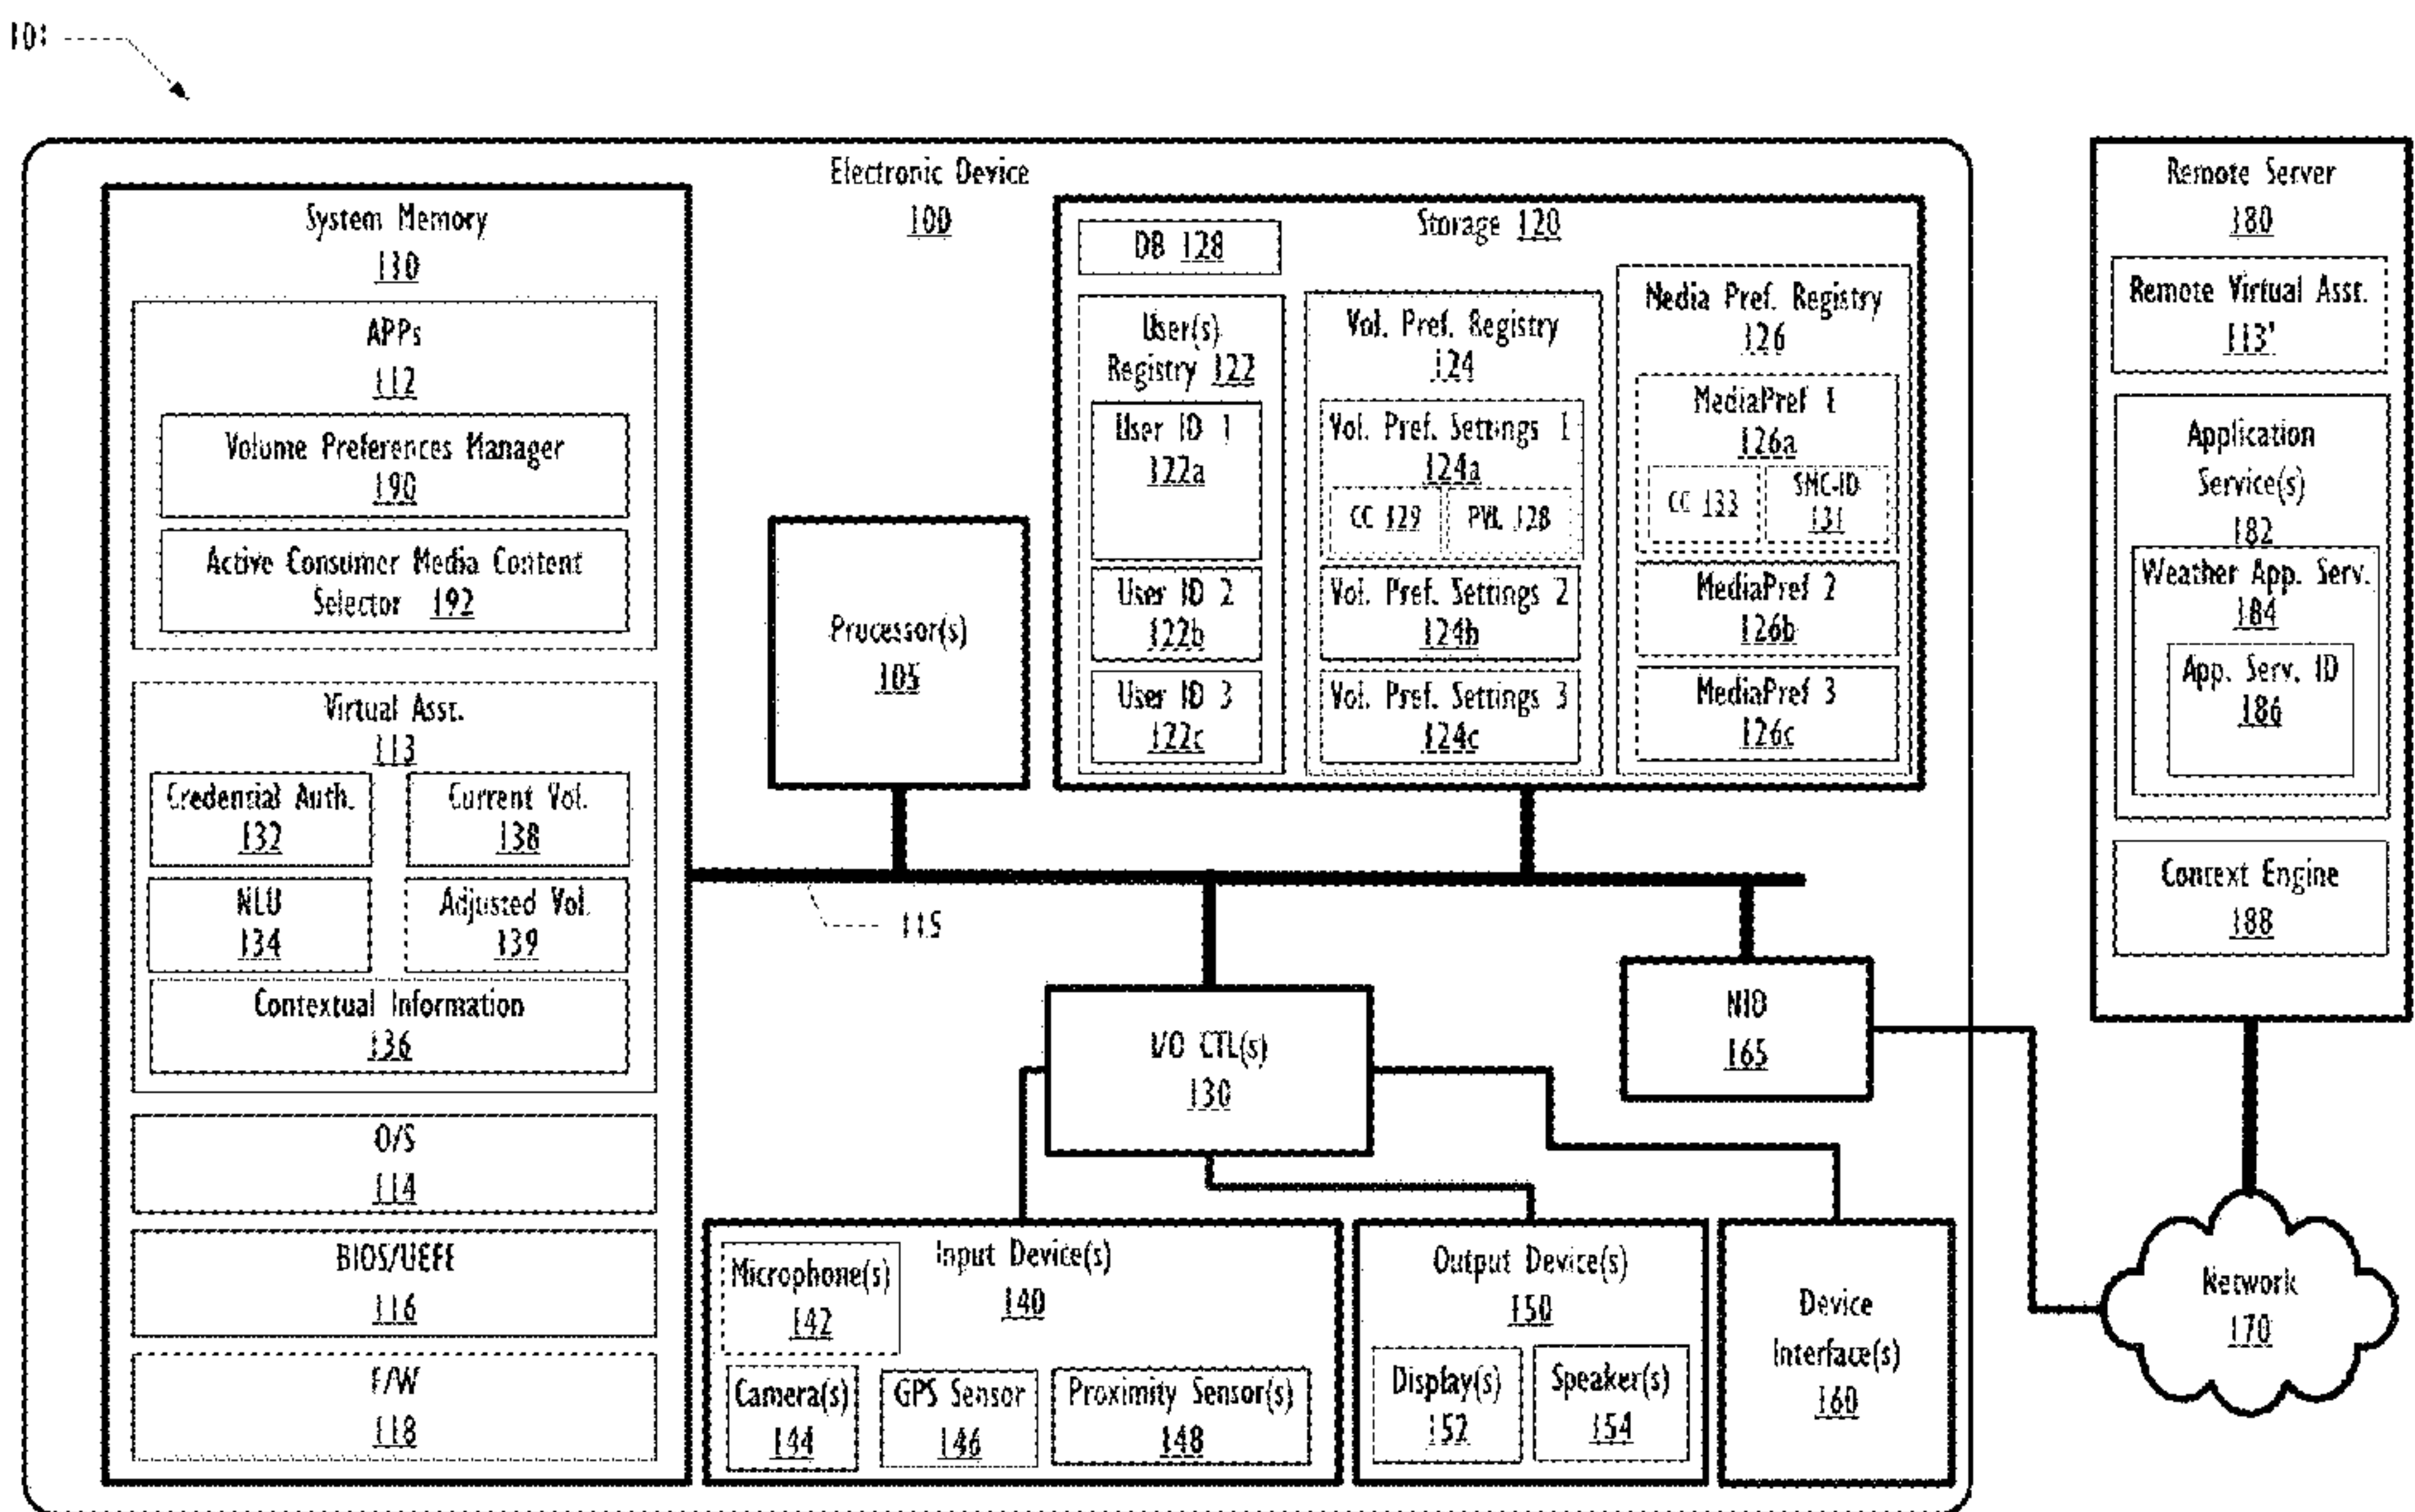 101
Electronic Device
100
System Memory
110
APPs
112
Volume Preferences Manager
190
Active Consumer Media Content
Selector 192
Virtual Asst.
113
Credential Auth.
132
Current Vol.
138
NLU
134
Adjusted Vol.
139
Contextual Information
136
O/S
114
BIOS/UEFE
116
F/W
118
Processor(s)
105
Storage 120
DB 128
User(s)
Registry 122
User ID 1
122a
User ID 2
122b
User ID 3
122c
Vol. Pref. Registry
124
Vol. Pref. Settings 1
124a
CC 129
PVL 128
Vol. Pref. Settings 2
124b
Vol. Pref. Settings 3
124c
Media Pref. Registry
126
MediaPref 1
126a
CC 133
SMC-ID
131
MediaPref 2
126b
MediaPref 3
126c
115
I/O CTL(s)
130
NID
165
Input Device(s)
140
Microphone(s)
142
Camera(s)
144
GPS Sensor
146
Proximity Sensor(s)
148
Output Device(s)
150
Display(s)
152
Speaker(s)
154
Device
Interface(s)
160
Remote Server
180
Remote Virtual Asst.
113'
Application
Service(s)
182
Weather App. Serv.
184
App. Serv. ID
186
Context Engine
188
Network
170